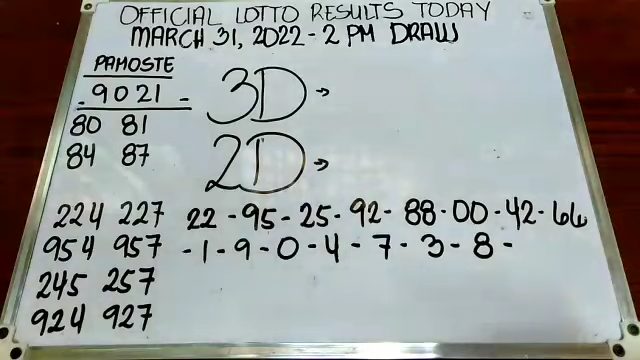 OFFICIAL LOTTO RESULTS TODAY
MARCH 31, 2022 - 2 PM DRAW
PAMOSTE
- 9021 -
80 81
84 87
3D →
2D →
224 227
954 957
245 257
924 927
22 - 95 - 25 - 92 - 88 - 00 - 42 - 66
- 1 - 9 - 0 - 4 - 7 - 3 - 8 -